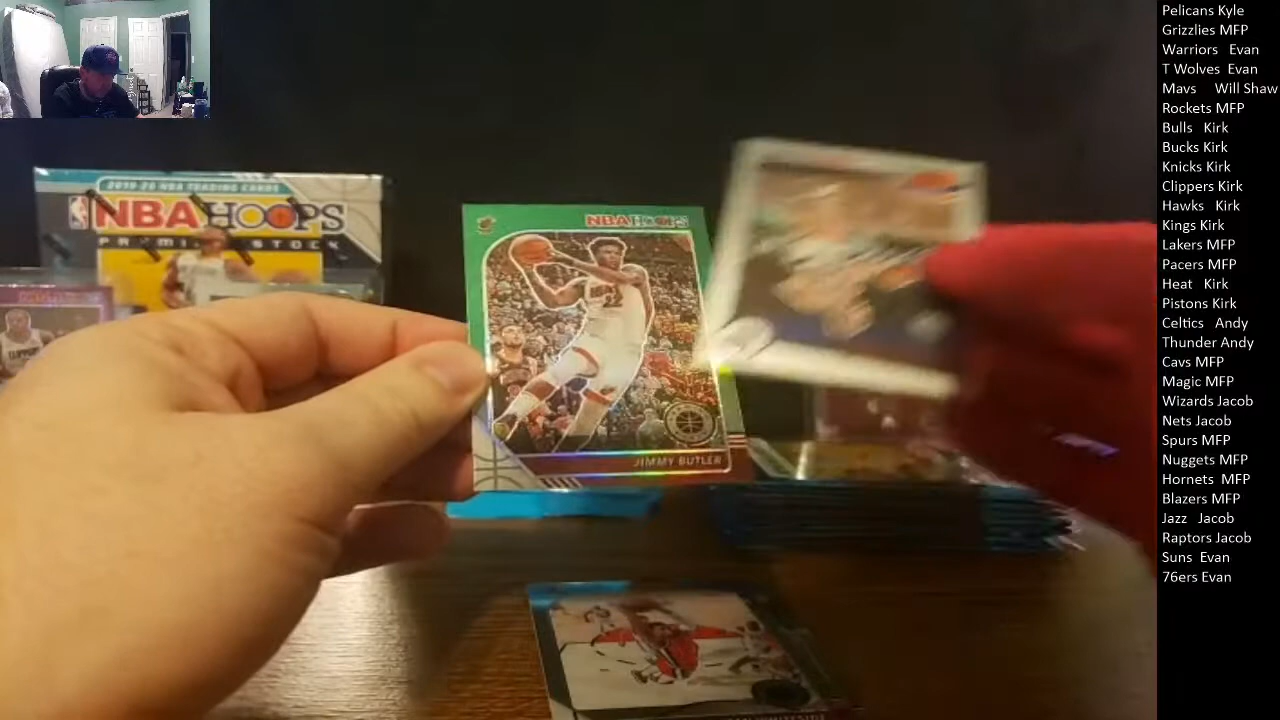 2019-20 NBA TRADING CARDS
NBA HOOPS
PREMIUM STOCK
NBA HOOPS
JIMMY BUTLER
Pelicans Kyle
Grizzlies MFP
Warriors Evan
T Wolves Evan
Mavs Will Shaw
Rockets MFP
Bulls Kirk
Bucks Kirk
Knicks Kirk
Clippers Kirk
Hawks Kirk
Kings Kirk
Lakers MFP
Pacers MFP
Heat Kirk
Pistons Kirk
Celtics Andy
Thunder Andy
Cavs MFP
Magic MFP
Wizards Jacob
Nets Jacob
Spurs MFP
Nuggets MFP
Hornets MFP
Blazers MFP
Jazz Jacob
Raptors Jacob
Suns Evan
76ers Evan